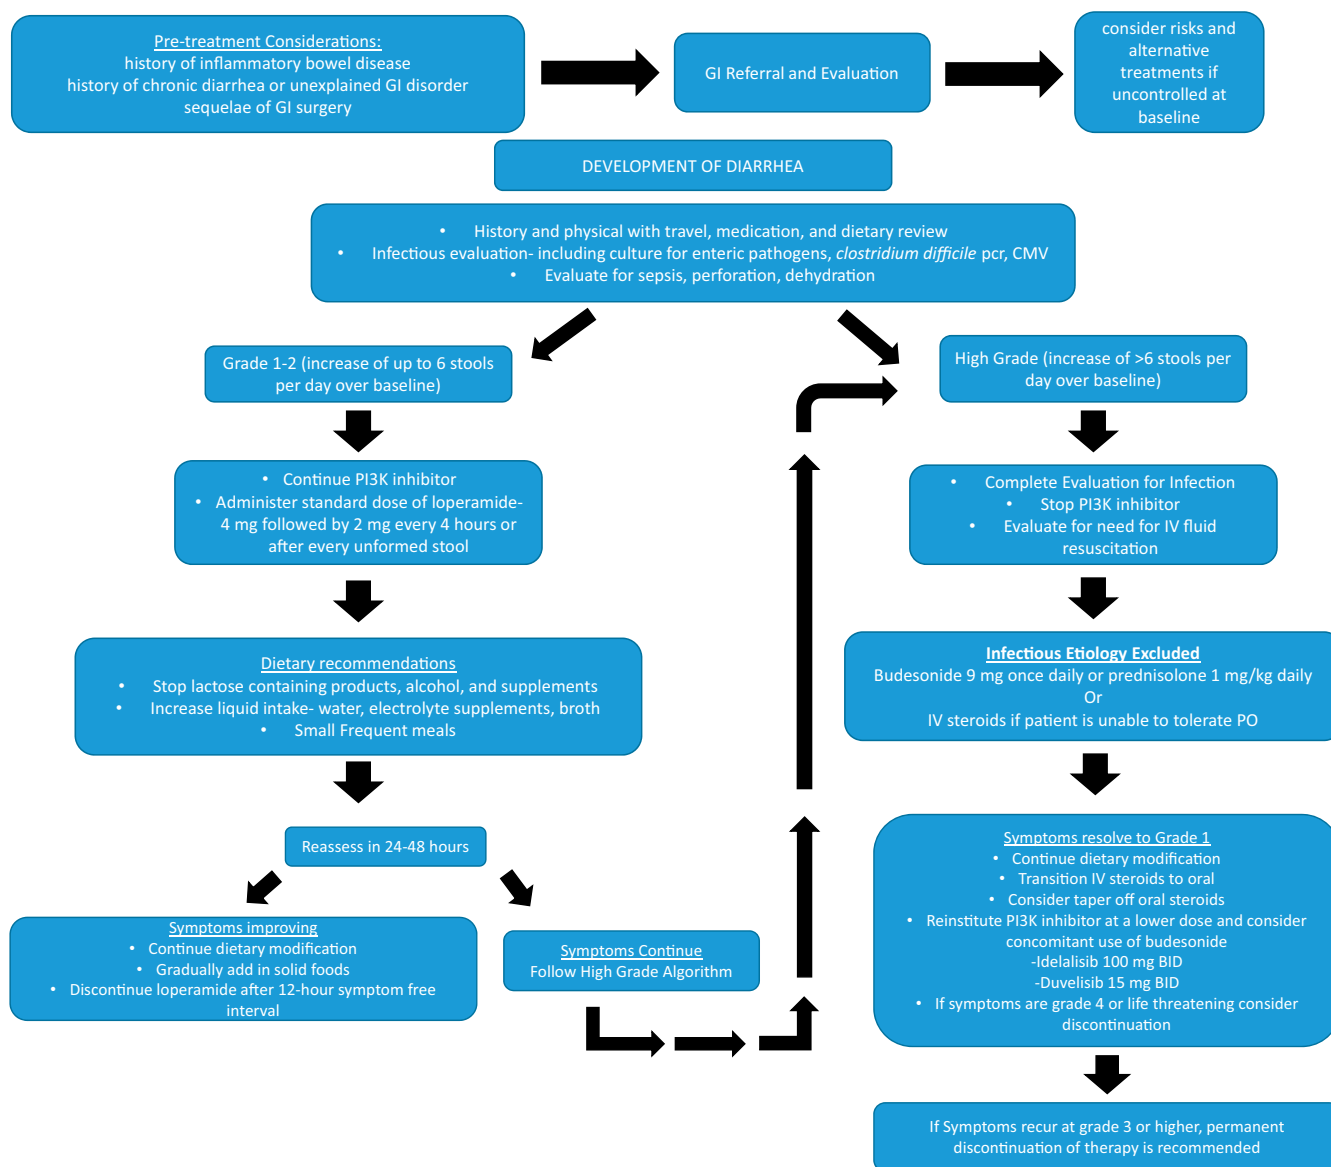 Pre-treatment Considerations:
history of inflammatory bowel disease
history of chronic diarrhea or unexplained GI disorder
sequelae of GI surgery
GI Referral and Evaluation
consider risks and
alternative
treatments if
uncontrolled at
baseline
DEVELOPMENT OF DIARRHEA
• History and physical with travel, medication, and dietary review
• Infectious evaluation- including culture for enteric pathogens, clostridium difficile pcr, CMV
• Evaluate for sepsis, perforation, dehydration
Grade 1-2 (increase of up to 6 stools
per day over baseline)
• Continue PI3K inhibitor
• Administer standard dose of loperamide-
4 mg followed by 2 mg every 4 hours or
after every unformed stool
Dietary recommendations
• Stop lactose containing products, alcohol, and supplements
• Increase liquid intake- water, electrolyte supplements, broth
• Small Frequent meals
Reassess in 24-48 hours
Symptoms improving
• Continue dietary modification
• Gradually add in solid foods
• Discontinue loperamide after 12-hour symptom free
interval
Symptoms Continue
Follow High Grade Algorithm
High Grade (increase of >6 stools per
day over baseline)
• Complete Evaluation for Infection
• Stop PI3K inhibitor
• Evaluate for need for IV fluid
resuscitation
Infectious Etiology Excluded
Budesonide 9 mg once daily or prednisolone 1 mg/kg daily
Or
IV steroids if patient is unable to tolerate PO
Symptoms resolve to Grade 1
• Continue dietary modification
• Transition IV steroids to oral
• Consider taper off oral steroids
• Reinstitute PI3K inhibitor at a lower dose and consider
concomitant use of budesonide
-Idelalisib 100 mg BID
-Duvelisib 15 mg BID
• If symptoms are grade 4 or life threatening consider
discontinuation
If Symptoms recur at grade 3 or higher, permanent
discontinuation of therapy is recommended